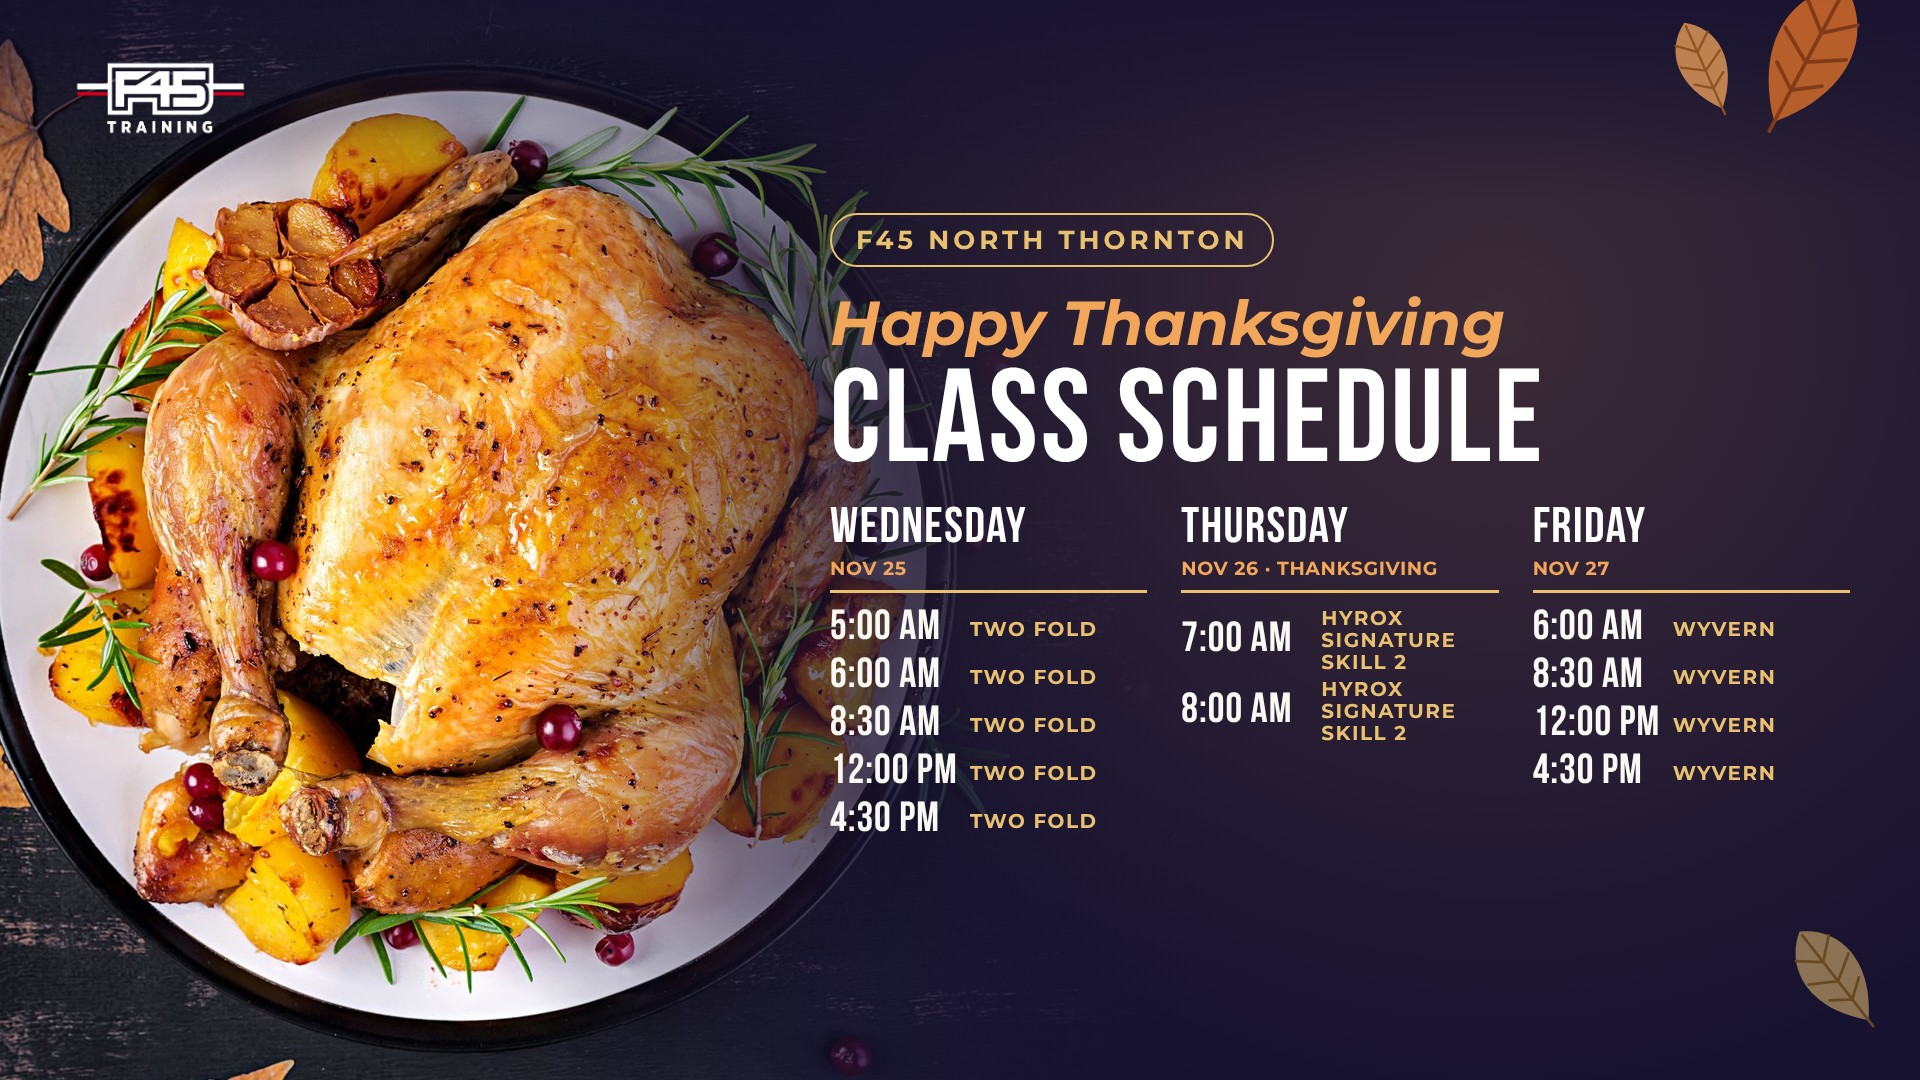 F45
TRAINING
F45 NORTH THORNTON
Happy Thanksgiving
CLASS SCHEDULE
WEDNESDAY
NOV 25
5:00 AM TWO FOLD
6:00 AM TWO FOLD
8:30 AM TWO FOLD
12:00 PM TWO FOLD
4:30 PM TWO FOLD
THURSDAY
NOV 26 · THANKSGIVING
7:00 AM HYROX
SIGNATURE
SKILL 2
8:00 AM HYROX
SIGNATURE
SKILL 2
FRIDAY
NOV 27
6:00 AM WYVERN
8:30 AM WYVERN
12:00 PM WYVERN
4:30 PM WYVERN